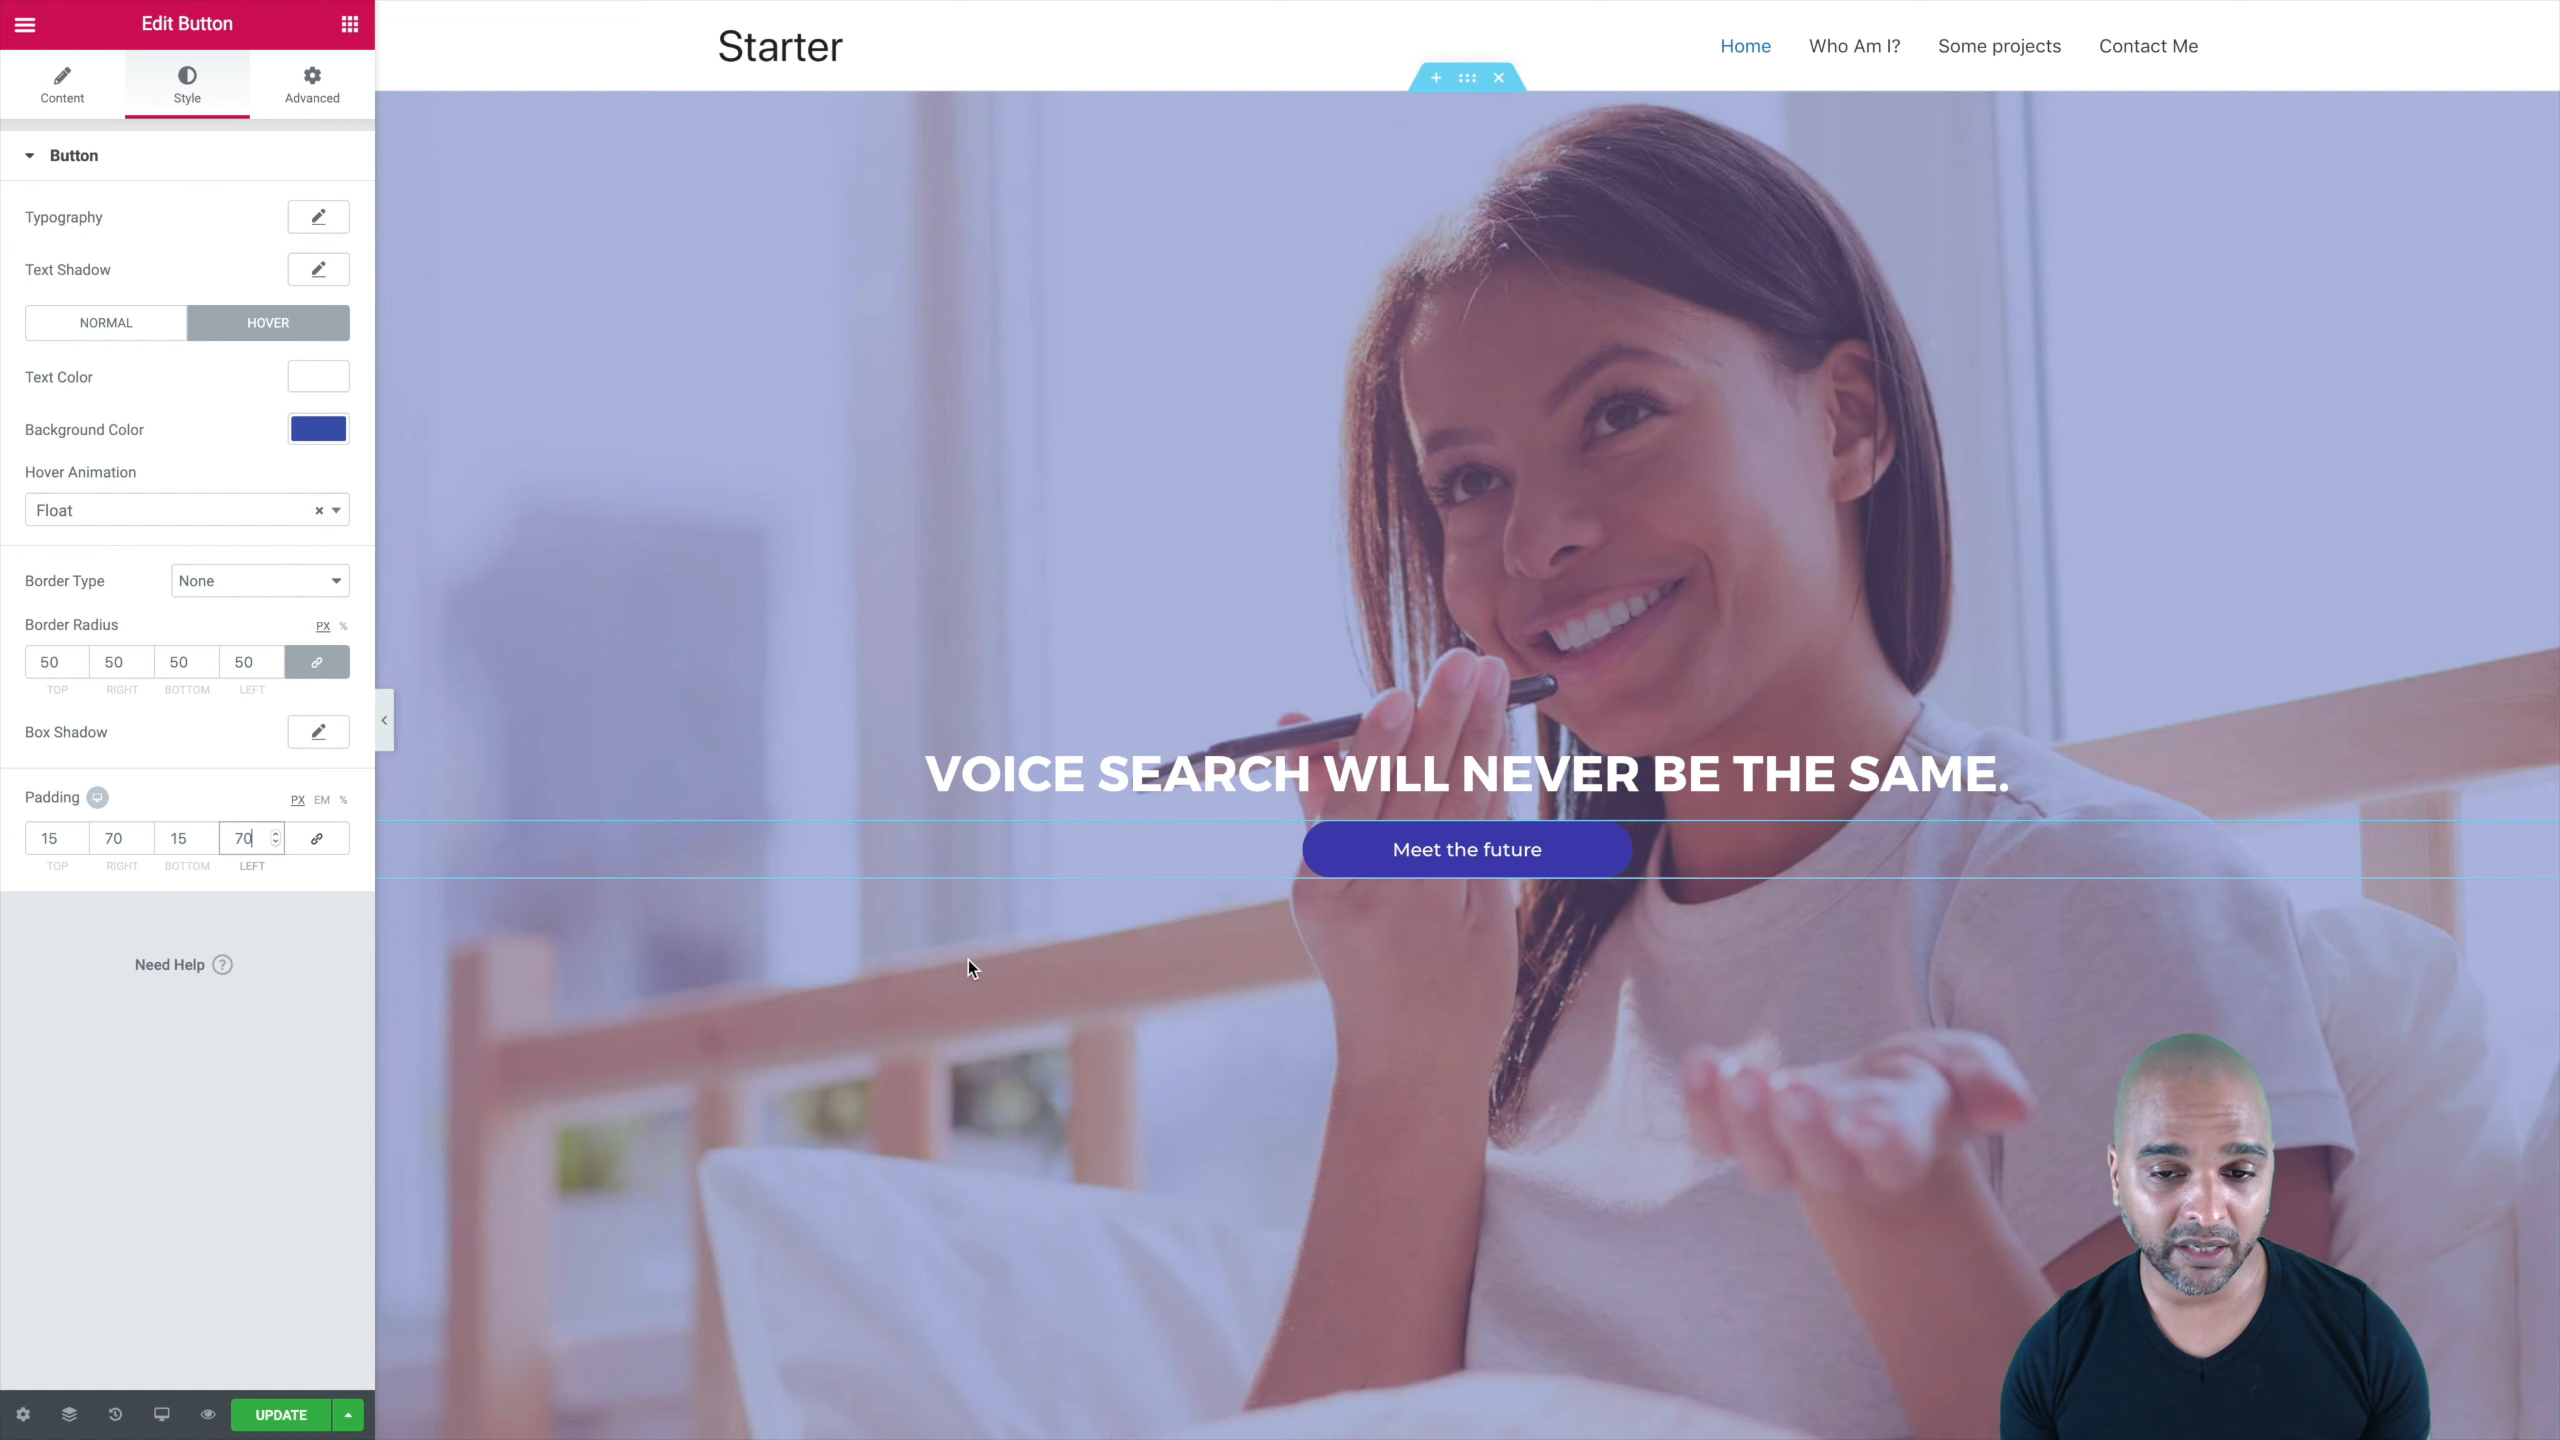 Edit Button
Content
Style
Advanced
Button
Typography
Text Shadow
NORMAL
HOVER
Text Color
Background Color
Hover Animation
Float
Border Type
None
Border Radius
PX %
50 50 50 50
TOP RIGHT BOTTOM LEFT
Box Shadow
Padding
PX EM %
15 70 15 70
TOP RIGHT BOTTOM LEFT
Need Help ?
UPDATE
Starter
Home
Who Am I?
Some projects
Contact Me
VOICE SEARCH WILL NEVER BE THE SAME.
Meet the future